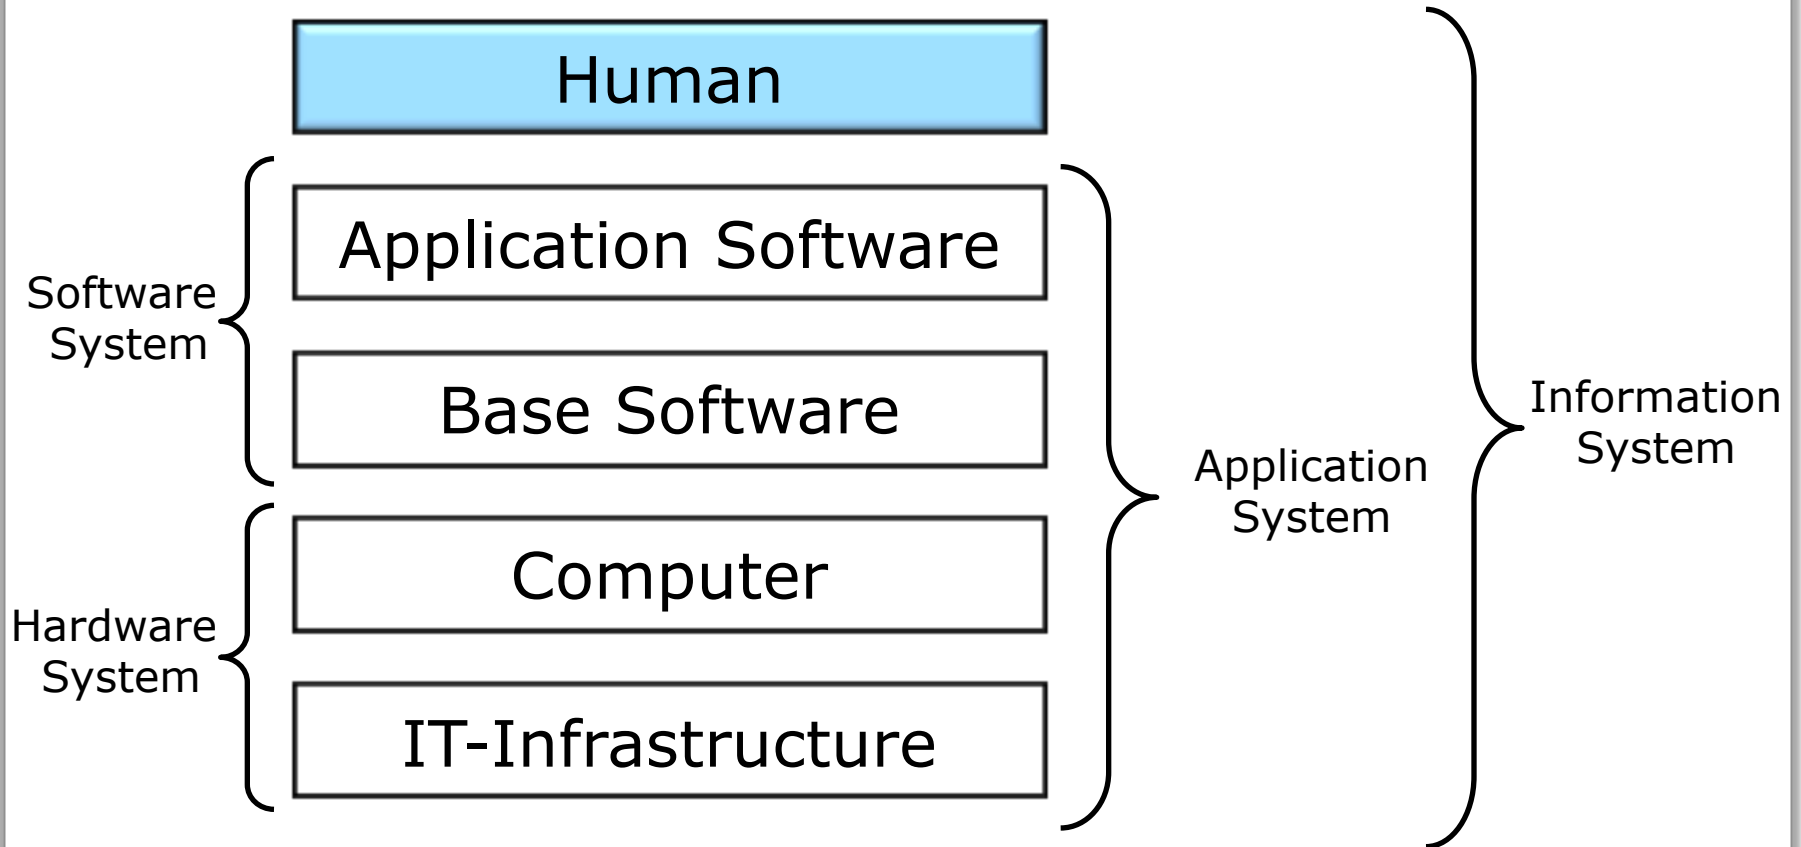 Human
Application Software
Base Software
Computer
IT-Infrastructure
Software
System
Hardware
System
Application
System
Information
System